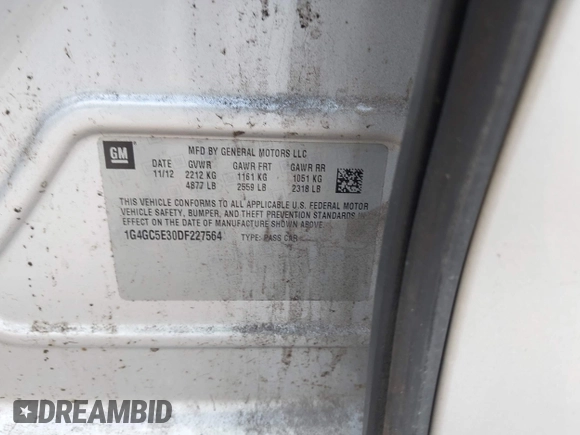 GM
MFD BY GENERAL MOTORS LLC
DATE GVWR GAWR FRT GAWR RR
11/12 2212 KG 1161 KG 1051 KG
4877 LB 2559 LB 2318 LB
THIS VEHICLE CONFORMS TO ALL APPLICABLE U.S. FEDERAL MOTOR
VEHICLE SAFETY, BUMPER, AND THEFT PREVENTION STANDARDS IN
EFFECT ON THE DATE OF MANUFACTURE SHOWN ABOVE.
1G4GC5E30DF227564 TYPE: PASS CAR
DREAMBID